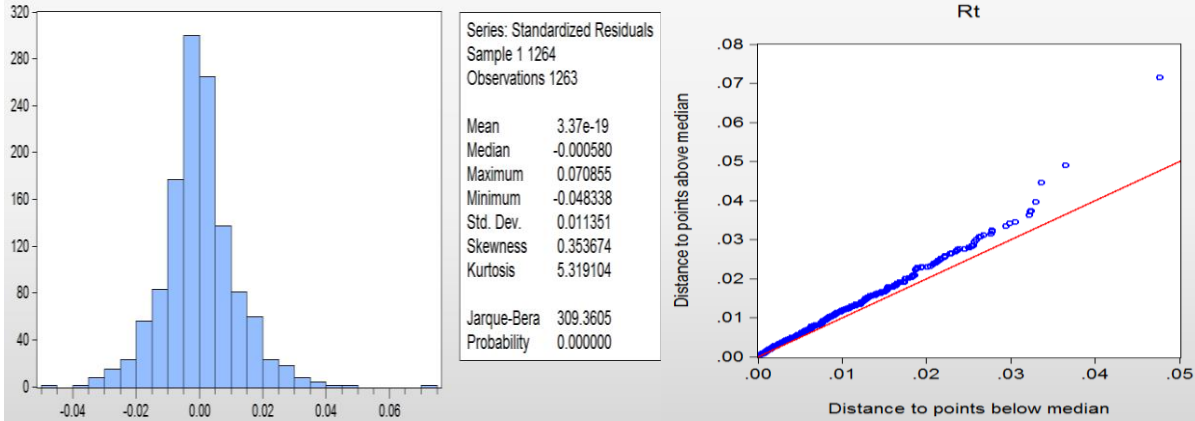 320
280
240
200
160
120
80
40
0
-0.04 -0.02 0.00 0.02 0.04 0.06
Series: Standardized Residuals
Sample 1 1264
Observations 1263
Mean 3.37e-19
Median -0.000580
Maximum 0.070855
Minimum -0.048338
Std. Dev. 0.011351
Skewness 0.353674
Kurtosis 5.319104
Jarque-Bera 309.3605
Probability 0.000000
Rt
Distance to points above median
.08
.07
.06
.05
.04
.03
.02
.01
.00
.00 .01 .02 .03 .04 .05
Distance to points below median